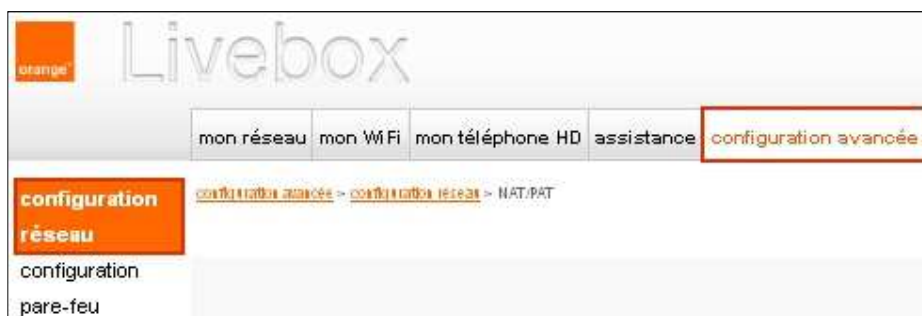 orange™
Livebox
mon réseau mon WiFi mon téléphone HD assistance configuration avancée
configuration avancée > configuration réseau > NAT/PAT
configuration
réseau
configuration
pare-feu